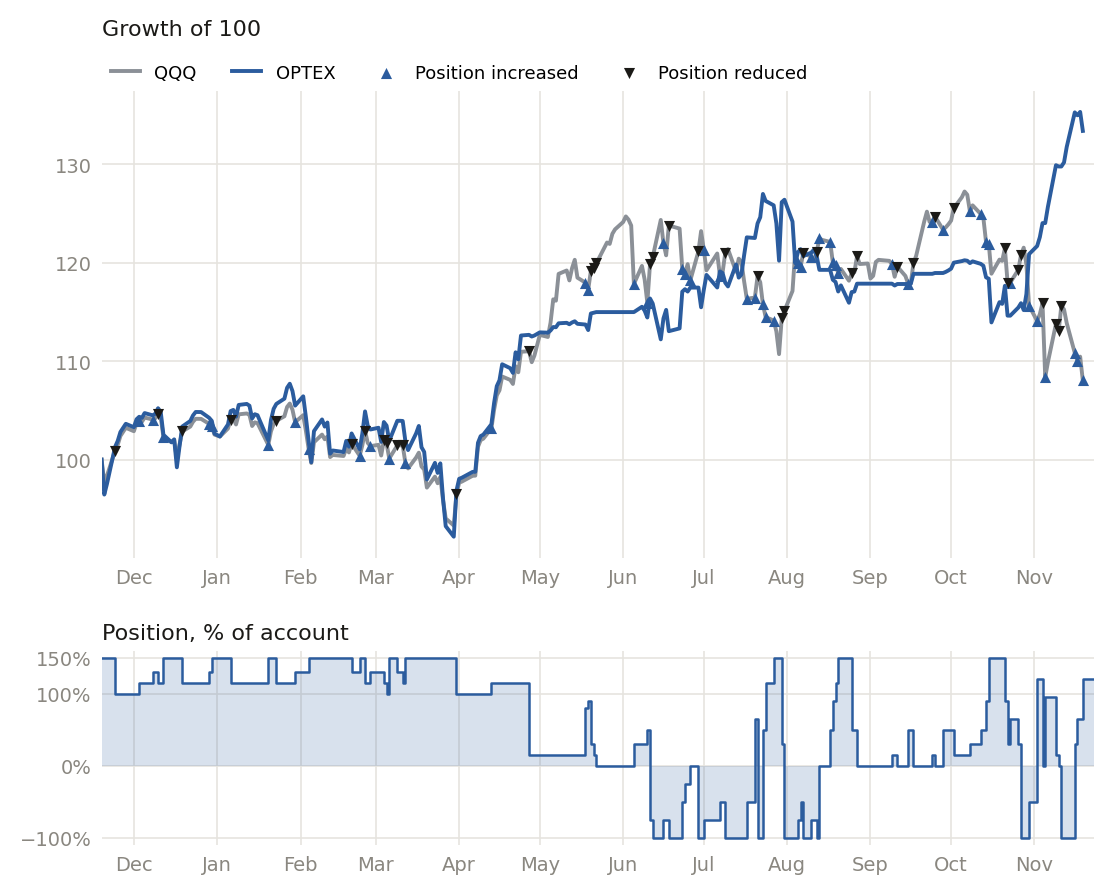 Growth of 100
QQQ OPTEX Position increased Position reduced
130
120
110
100
Dec Jan Feb Mar Apr May Jun Jul Aug Sep Oct Nov
Position, % of account
150%
100%
0%
−100%
Dec Jan Feb Mar Apr May Jun Jul Aug Sep Oct Nov